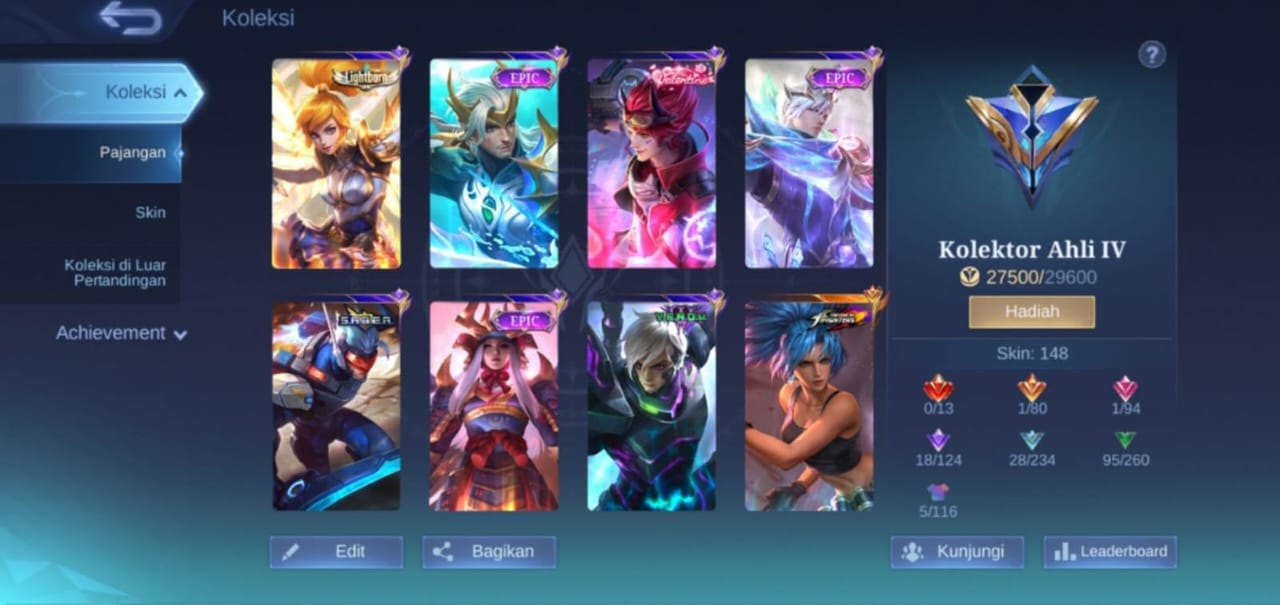 Koleksi
?
Koleksi
Pajangan
Skin
Koleksi di Luar
Pertandingan
Achievement
Lightborn
EPIC
Valentine
EPIC
S.A.B.E.R.
EPIC
V.E.N.O.M.
FIGHTERS
Edit
Bagikan
Kolektor Ahli IV
27500/29600
Hadiah
Skin: 148
0/13
1/80
1/94
18/124
28/234
95/260
5/116
Kunjungi
Leaderboard